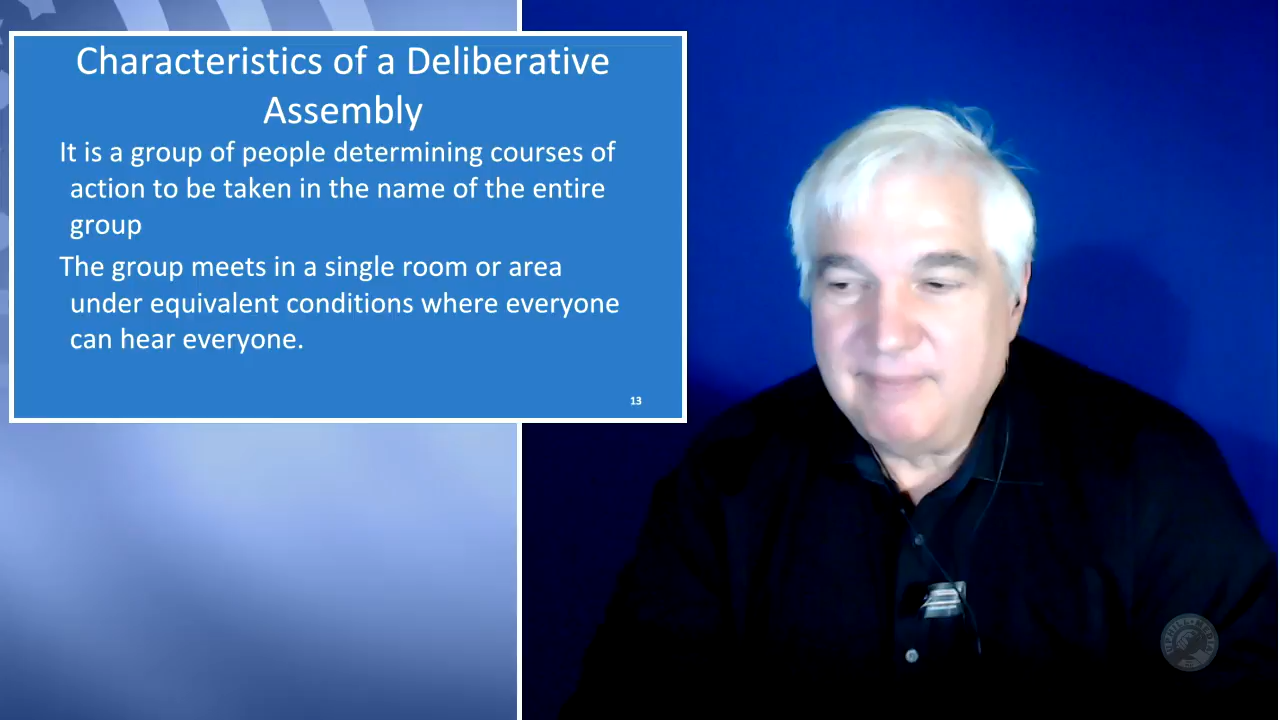 Characteristics of a Deliberative
Assembly
It is a group of people determining courses of
action to be taken in the name of the entire
group
The group meets in a single room or area
under equivalent conditions where everyone
can hear everyone.
13